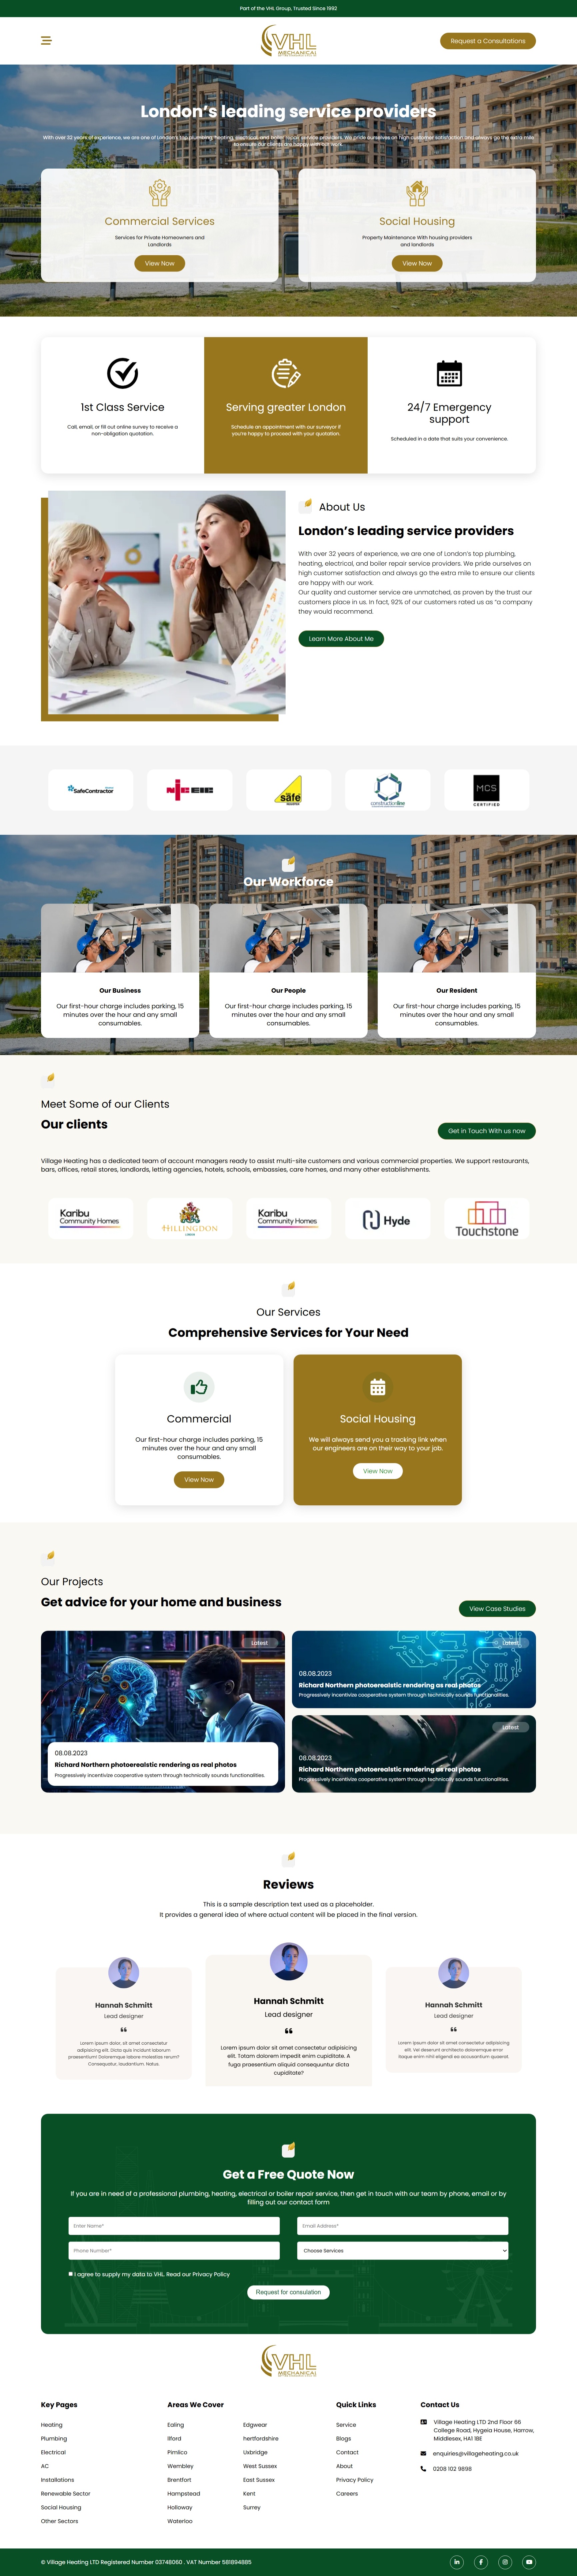 Part of the VHL Group, Trusted Since 1992
VHL
MECHANICAL
Request a Consultations
London's leading service providers
With over 32 years of experience, we are one of London's top plumbing, heating, electrical, and boiler repair service providers. We pride ourselves on high customer satisfaction and always go the extra mile
to ensure our clients are happy with our work.
Commercial Services
Services for Private Homeowners and
Landlords
View Now
Social Housing
Property Maintenance With housing providers
and landlords
View Now
1st Class Service
Call, email, or fill out online survey to receive a
non-obligation quotation.
Serving greater London
Schedule an appointment with our surveyor if
you're happy to proceed with your quotation.
24/7 Emergency
support
Scheduled in a date that suits your convenience.
About Us
London's leading service providers
With over 32 years of experience, we are one of London's top plumbing,
heating, electrical, and boiler repair service providers. We pride ourselves on
high customer satisfaction and always go the extra mile to ensure our clients
are happy with our work.
Our quality and customer service are unmatched, as proven by the trust our
customers place in us. In fact, 92% of our customers rated us as "a company
they would recommend.
Learn More About Me
SafeContractor
NICEIC
safe
REGISTER
constructionline
MCS
CERTIFIED
Our Workforce
Our Business
Our first-hour charge includes parking, 15
minutes over the hour and any small
consumables.
Our People
Our first-hour charge includes parking, 15
minutes over the hour and any small
consumables.
Our Resident
Our first-hour charge includes parking, 15
minutes over the hour and any small
consumables.
Meet Some of our Clients
Our clients
Get in Touch With us now
Village Heating has a dedicated team of account managers ready to assist multi-site customers and various commercial properties. We support restaurants,
bars, offices, retail stores, landlords, letting agencies, hotels, schools, embassies, care homes, and many other establishments.
Karibu
Community Homes
HILLINGDON
LONDON
Karibu
Community Homes
Hyde
Touchstone
Our Services
Comprehensive Services for Your Need
Commercial
Our first-hour charge includes parking, 15
minutes over the hour and any small
consumables.
View Now
Social Housing
We will always send you a tracking link when
our engineers are on their way to your job.
View Now
Our Projects
Get advice for your home and business
View Case Studies
Latest
08.08.2023
Richard Northern photoerealstic rendering as real photos
Progressively incentivize cooperative system through technically sounds functionalities.
Latest
08.08.2023
Richard Northern photoerealstic rendering as real photos
Progressively incentivize cooperative system through technically sounds functionalities.
Latest
08.08.2023
Richard Northern photoerealstic rendering as real photos
Progressively incentivize cooperative system through technically sounds functionalities.
Reviews
This is a sample description text used as a placeholder.
It provides a general idea of where actual content will be placed in the final version.
Hannah Schmitt
Lead designer
Lorem ipsum dolor, sit amet consectetur
adipisicing elit. Dicta quis incidunt laborum
praesentium! Doloremque labore molestiae rerum?
Consequatur, laudantium. Natus.
Hannah Schmitt
Lead designer
Lorem ipsum dolor sit amet consectetur adipisicing
elit. Totam dolorem impedit enim cupiditate. A
fuga praesentium aliquid consequuntur dicta
cupiditate?
Hannah Schmitt
Lead designer
Lorem ipsum dolor sit amet consectetur adipisicing
elit. Vel deserunt architecto doloremque error
itaque enim nihil eligendi ea accusantium quaerat.
Get a Free Quote Now
If you are in need of a professional plumbing, heating, electrical or boiler repair service, then get in touch with our team by phone, email or by
filling out our contact form
Enter Name*
Email Address*
Phone Number*
Choose Services
I agree to supply my data to VHL. Read our Privacy Policy
Request for consulation
VHL
MECHANICAL
Key Pages
Heating
Plumbing
Electrical
AC
Installations
Renewable Sector
Social Housing
Other Sectors
Areas We Cover
Ealing
Ilford
Pimlico
Wembley
Brentfort
Hampstead
Holloway
Waterloo
Edgwear
hertfordshire
Uxbridge
West Sussex
East Sussex
Kent
Surrey
Quick Links
Service
Blogs
Contact
About
Privacy Policy
Careers
Contact Us
Village Heating LTD 2nd Floor 66
College Road, Hygeia House, Harrow,
Middlesex, HA1 1BE
enquiries@villageheating.co.uk
0208 102 9898
© Village Heating LTD Registered Number 03748060 . VAT Number 581894885